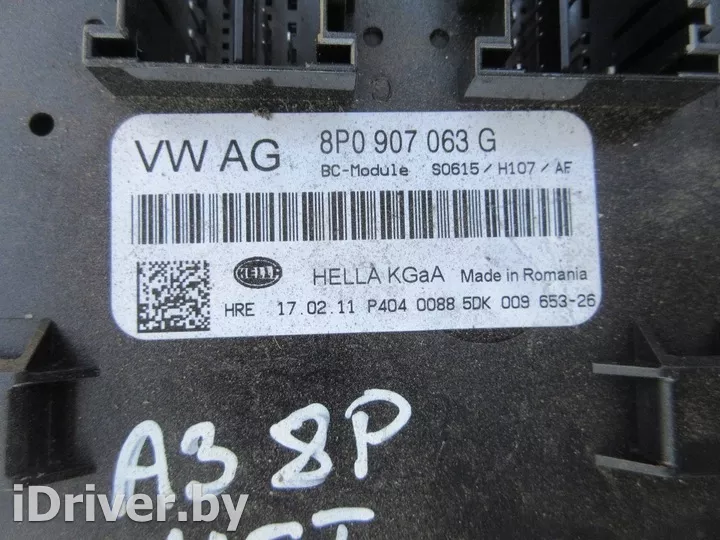 VW AG 8P0 907 063 G
BC-Module S0615 / H107 / AE
HELLA
HELLA KGaA Made in Romania
HRE 17.02.11 P404 0088 5DK 009 653-26
A3 8P
iDriver.by